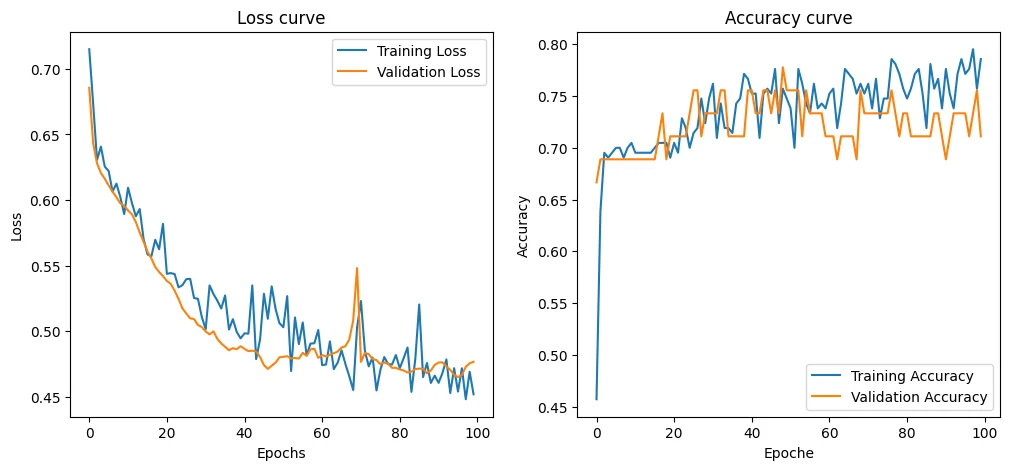 Loss curve
Training Loss
Validation Loss
0.70
0.65
0.60
0.55
0.50
0.45
Loss
0 20 40 60 80 100
Epochs
Accuracy curve
0.80
0.75
0.70
0.65
0.60
0.55
0.50
0.45
Accuracy
Training Accuracy
Validation Accuracy
0 20 40 60 80 100
Epoche